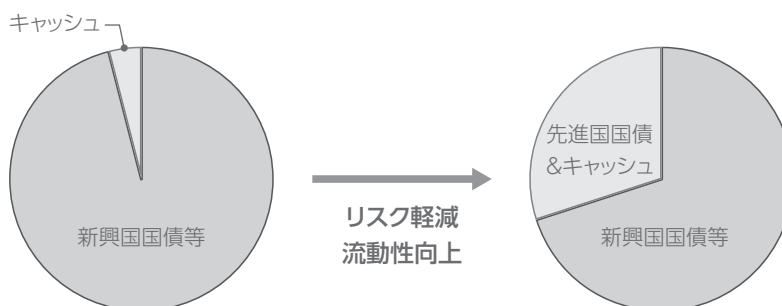 キャッシュ
新興国国債等
リスク軽減
流動性向上
先進国国債
&キャッシュ
新興国国債等